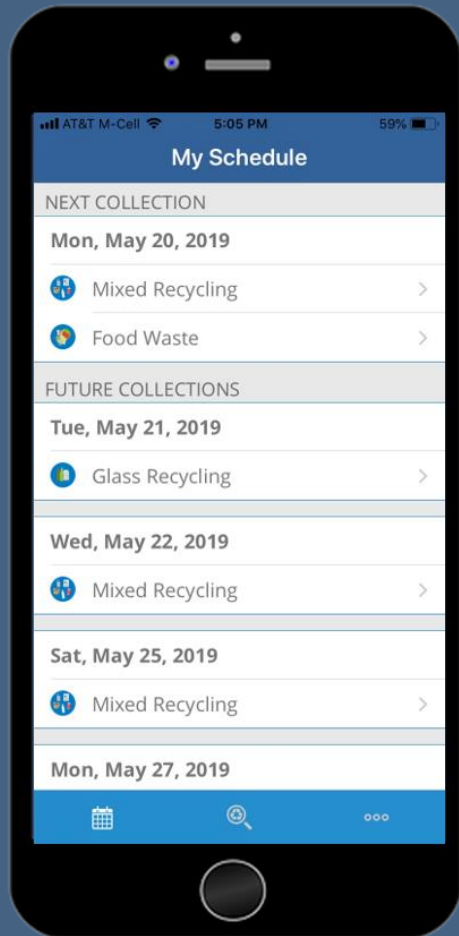 AT&T M-Cell 5:05 PM 59%
My Schedule
NEXT COLLECTION
Mon, May 20, 2019
Mixed Recycling
Food Waste
FUTURE COLLECTIONS
Tue, May 21, 2019
Glass Recycling
Wed, May 22, 2019
Mixed Recycling
Sat, May 25, 2019
Mixed Recycling
Mon, May 27, 2019